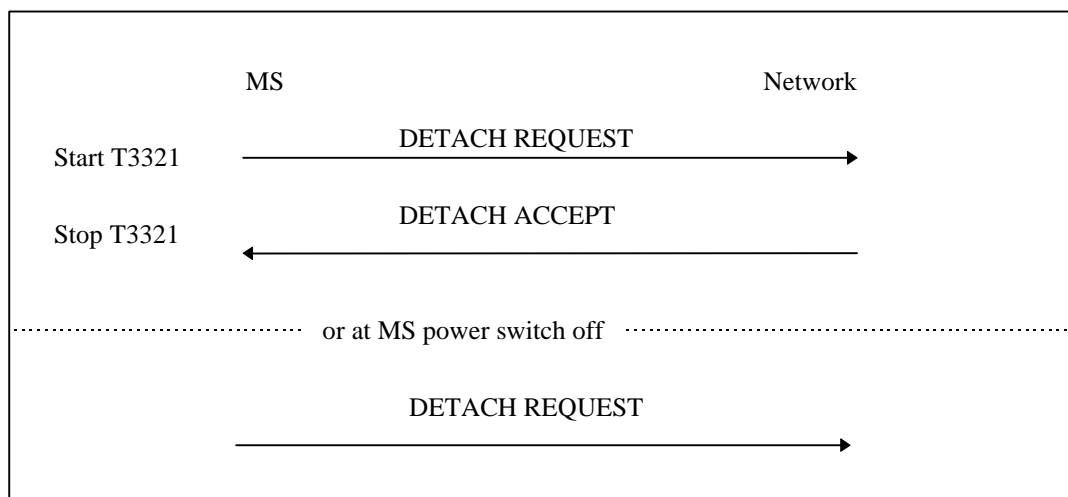 MS Network
Start T3321 DETACH REQUEST
Stop T3321 DETACH ACCEPT
or at MS power switch off
DETACH REQUEST